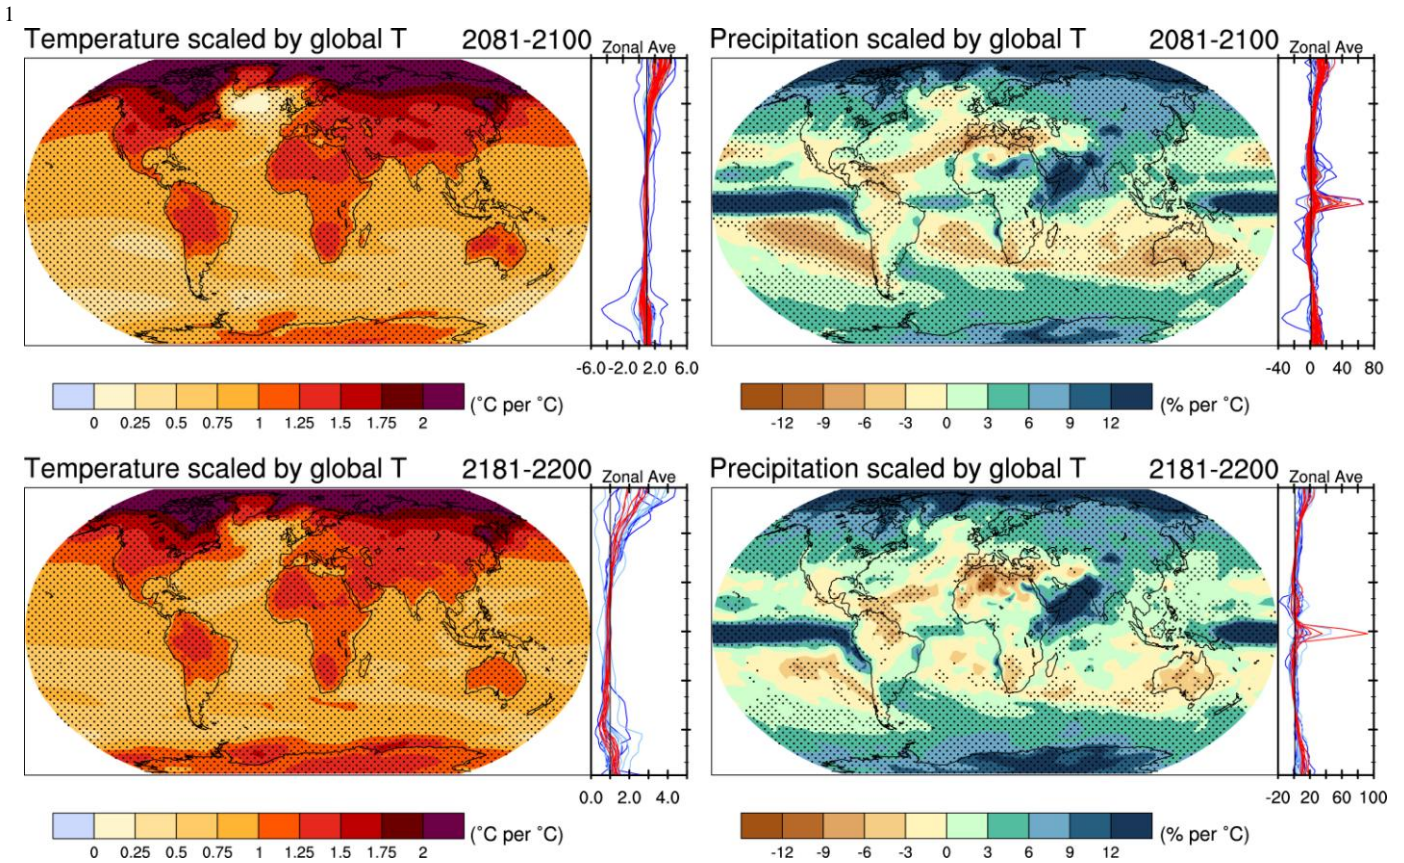 1
Temperature scaled by global T 2081-2100 Zonal Ave
Precipitation scaled by global T 2081-2100 Zonal Ave
-6.0 -2.0 2.0 6.0
-40 0 40 80
0 0.25 0.5 0.75 1 1.25 1.5 1.75 2 (°C per °C)
-12 -9 -6 -3 0 3 6 9 12 (% per °C)
Temperature scaled by global T 2181-2200 Zonal Ave
Precipitation scaled by global T 2181-2200 Zonal Ave
0.0 2.0 4.0
-20 20 60 100
0 0.25 0.5 0.75 1 1.25 1.5 1.75 2 (°C per °C)
-12 -9 -6 -3 0 3 6 9 12 (% per °C)